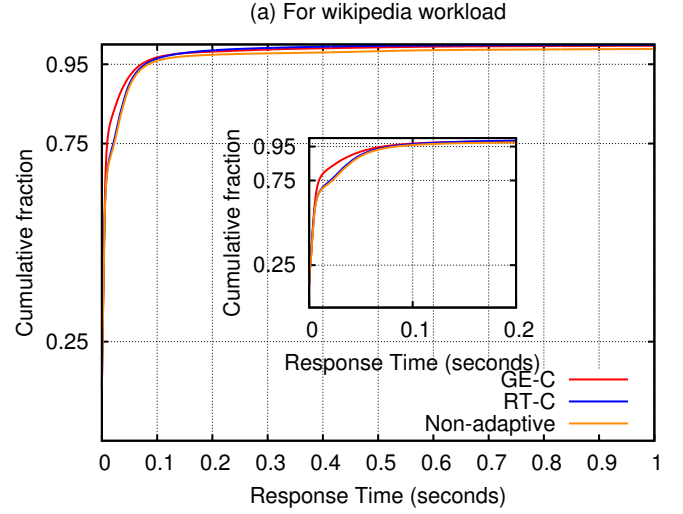 (a) For wikipedia workload
Cumulative fraction
0.95
0.75
0.25
Cumulative fraction
0.95
0.75
0.25
0 0.1 0.2
Response Time (seconds)
GE-C
RT-C
Non-adaptive
0 0.1 0.2 0.3 0.4 0.5 0.6 0.7 0.8 0.9 1
Response Time (seconds)